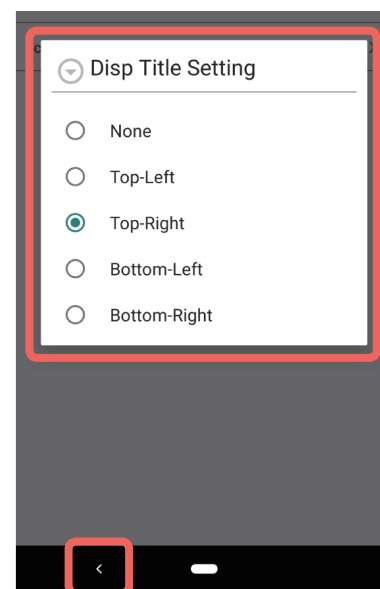 Disp Title Setting
None
Top-Left
Top-Right
Bottom-Left
Bottom-Right